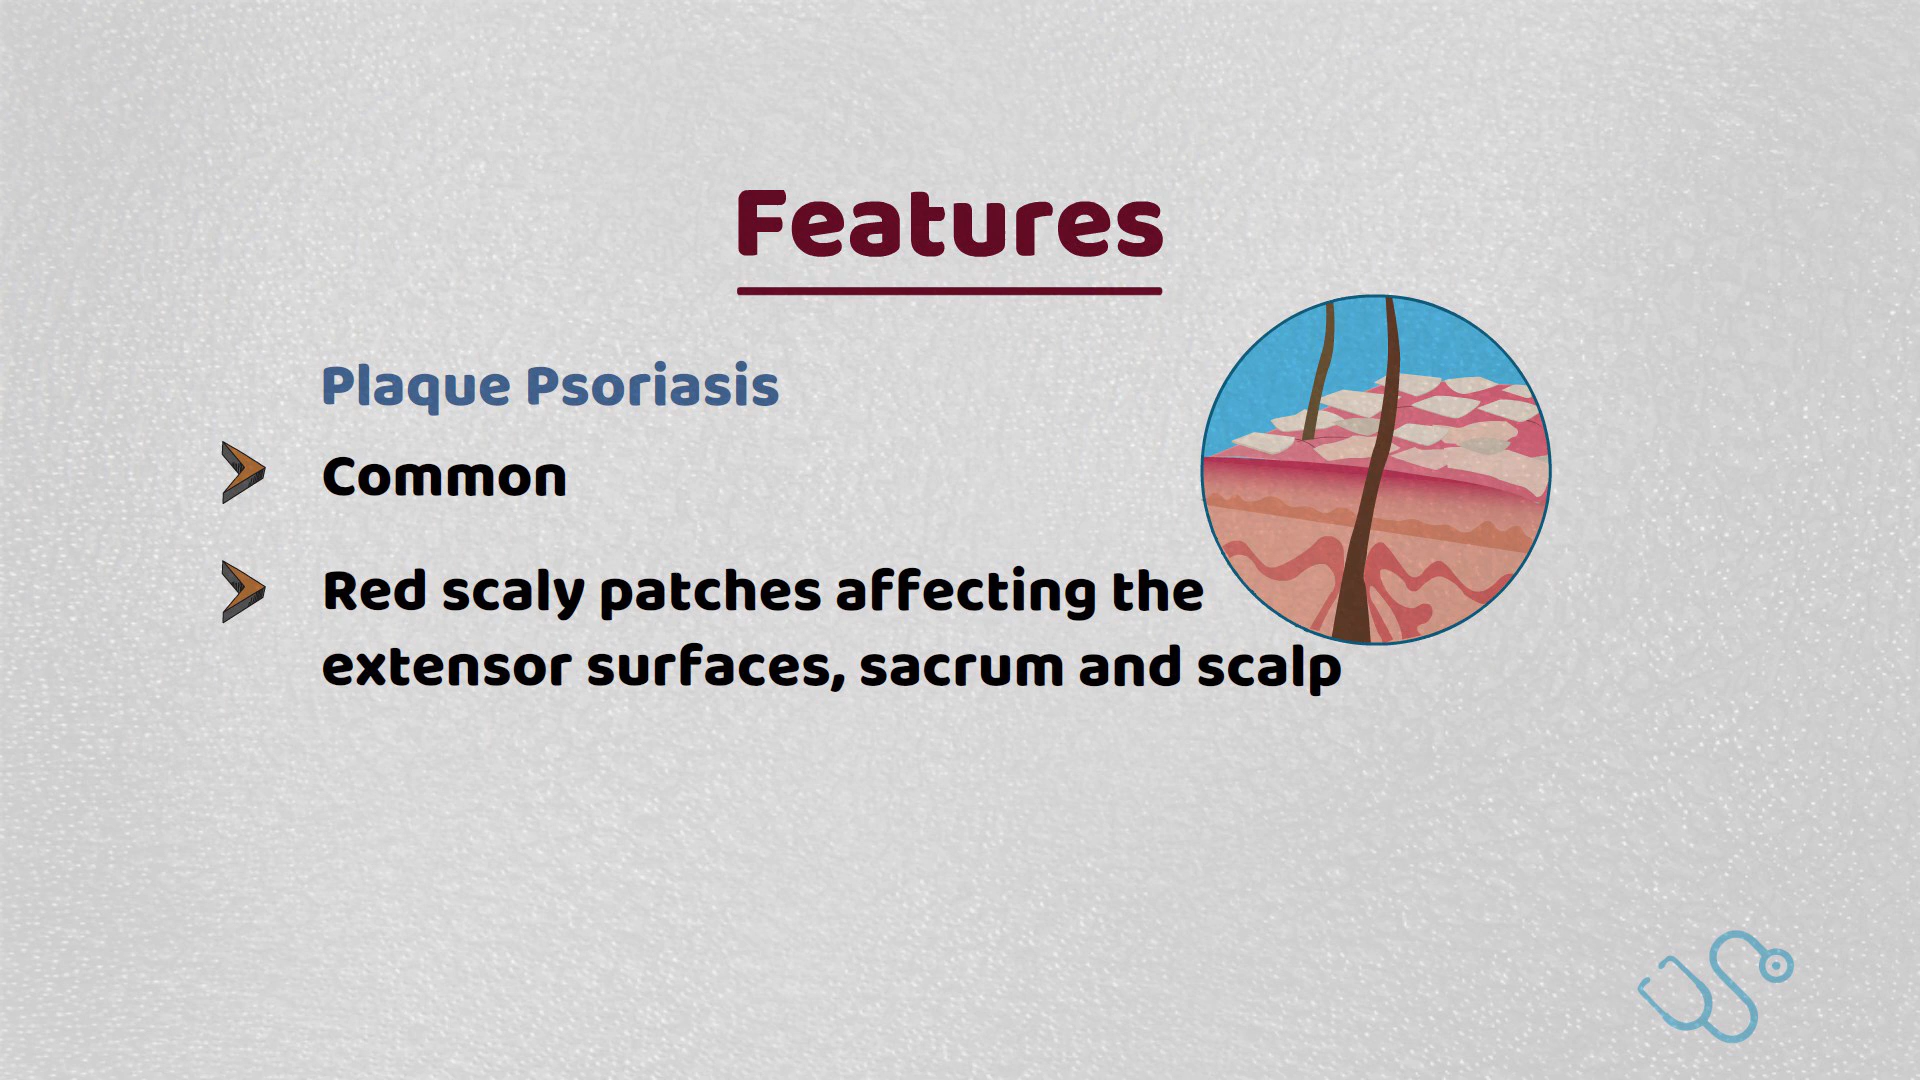 Features
Plaque Psoriasis
Common
Red scaly patches affecting the
extensor surfaces, sacrum and scalp